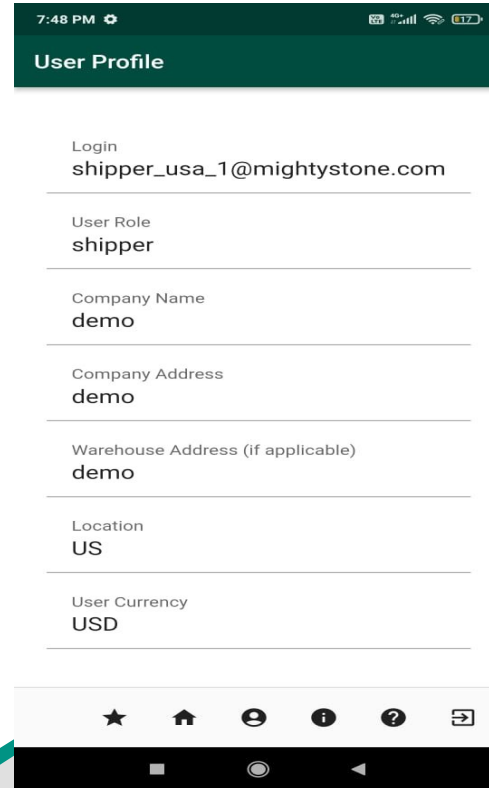 7:48 PM
17
User Profile
Login
shipper_usa_1@mightystone.com
User Role
shipper
Company Name
demo
Company Address
demo
Warehouse Address (if applicable)
demo
Location
US
User Currency
USD